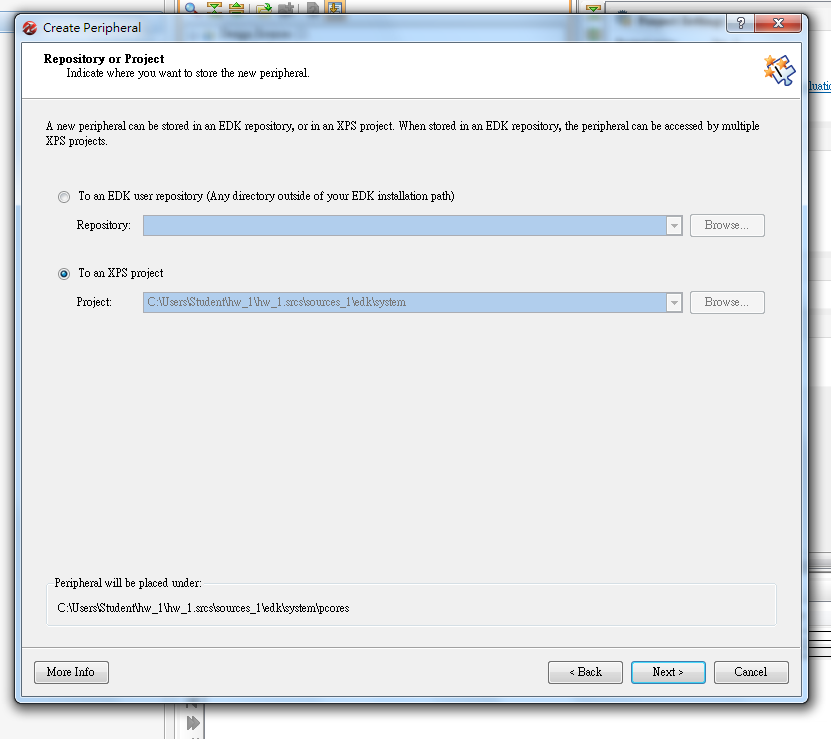 Create Peripheral
?
Repository or Project
Indicate where you want to store the new peripheral.
A new peripheral can be stored in an EDK repository, or in an XPS project. When stored in an EDK repository, the peripheral can be accessed by multiple
XPS projects.
To an EDK user repository (Any directory outside of your EDK installation path)
Repository:
Browse...
To an XPS project
Project:
C:\Users\Student\hw_1\hw_1.srcs\sources_1\edk\system
Browse...
Peripheral will be placed under:
C:\Users\Student\hw_1\hw_1.srcs\sources_1\edk\system\pcores
More Info
< Back
Next >
Cancel